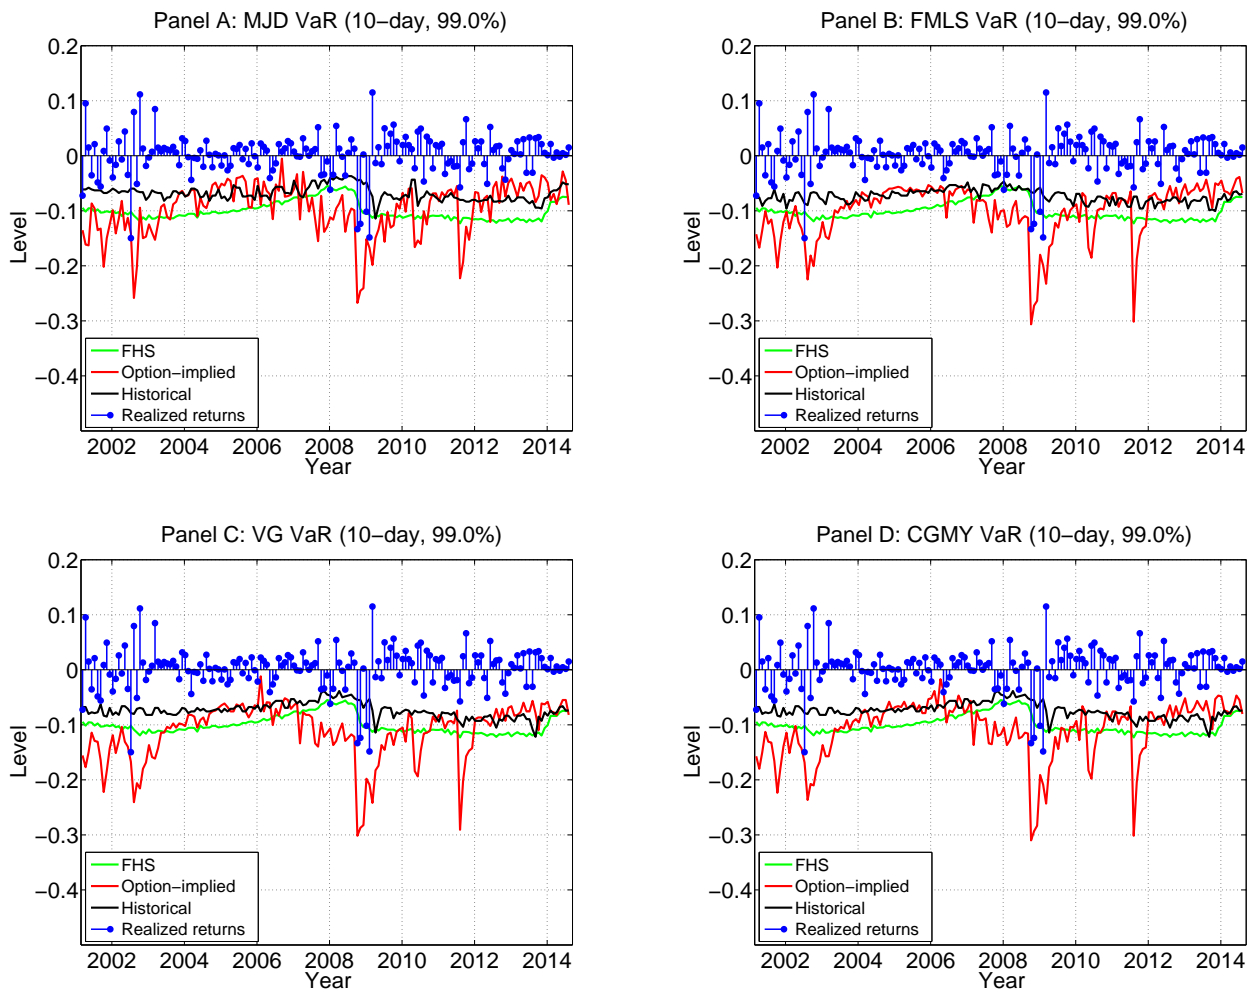 Panel A: MJD VaR (10−day, 99.0%)
0.2
0.1
0
−0.1
−0.2
−0.3
−0.4
Level
FHS
Option−implied
Historical
Realized returns
2002 2004 2006 2008 2010 2012 2014
Year
Panel B: FMLS VaR (10−day, 99.0%)
0.2
0.1
0
−0.1
−0.2
−0.3
−0.4
Level
FHS
Option−implied
Historical
Realized returns
2002 2004 2006 2008 2010 2012 2014
Year
Panel C: VG VaR (10−day, 99.0%)
0.2
0.1
0
−0.1
−0.2
−0.3
−0.4
Level
FHS
Option−implied
Historical
Realized returns
2002 2004 2006 2008 2010 2012 2014
Year
Panel D: CGMY VaR (10−day, 99.0%)
0.2
0.1
0
−0.1
−0.2
−0.3
−0.4
Level
FHS
Option−implied
Historical
Realized returns
2002 2004 2006 2008 2010 2012 2014
Year